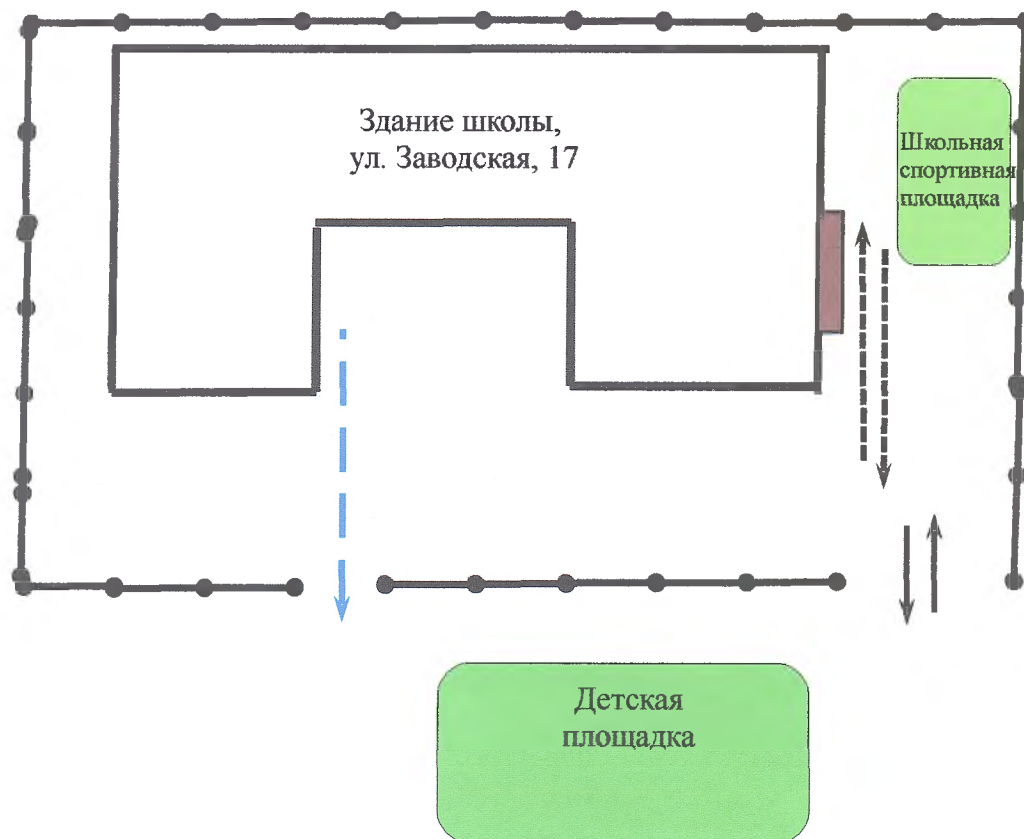 Здание школы,
ул. Заводская, 17
Школьная
спортивная
площадка
Детская
площадка